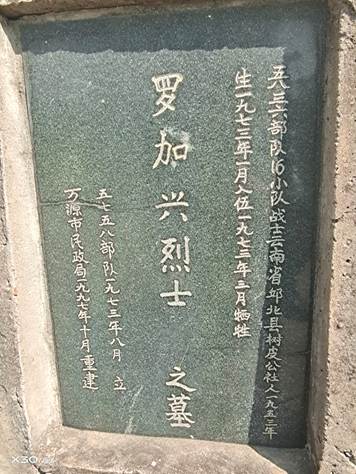 五八三六部队16小队战士云南省邱北县树皮公社人一九五三年
生一九七三年一月入伍一九七三年三月牺牲
罗加兴烈士之墓
五七五八部队一九七三年八月 立
万源市民政局一九九七年十月重建